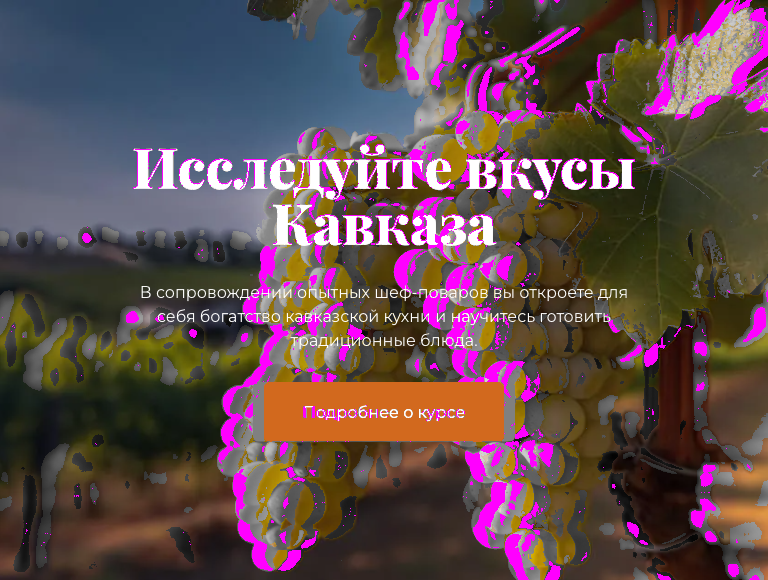 Исследуйте вкусы
Кавказа
В сопровождении опытных шеф-поваров вы откроете для
себя богатство кавказской кухни и научитесь готовить
традиционные блюда.
Подробнее о курсе